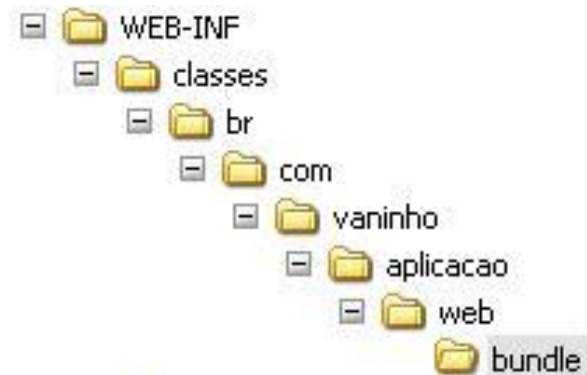 WEB-INF
classes
br
com
vaninho
aplicacao
web
bundle